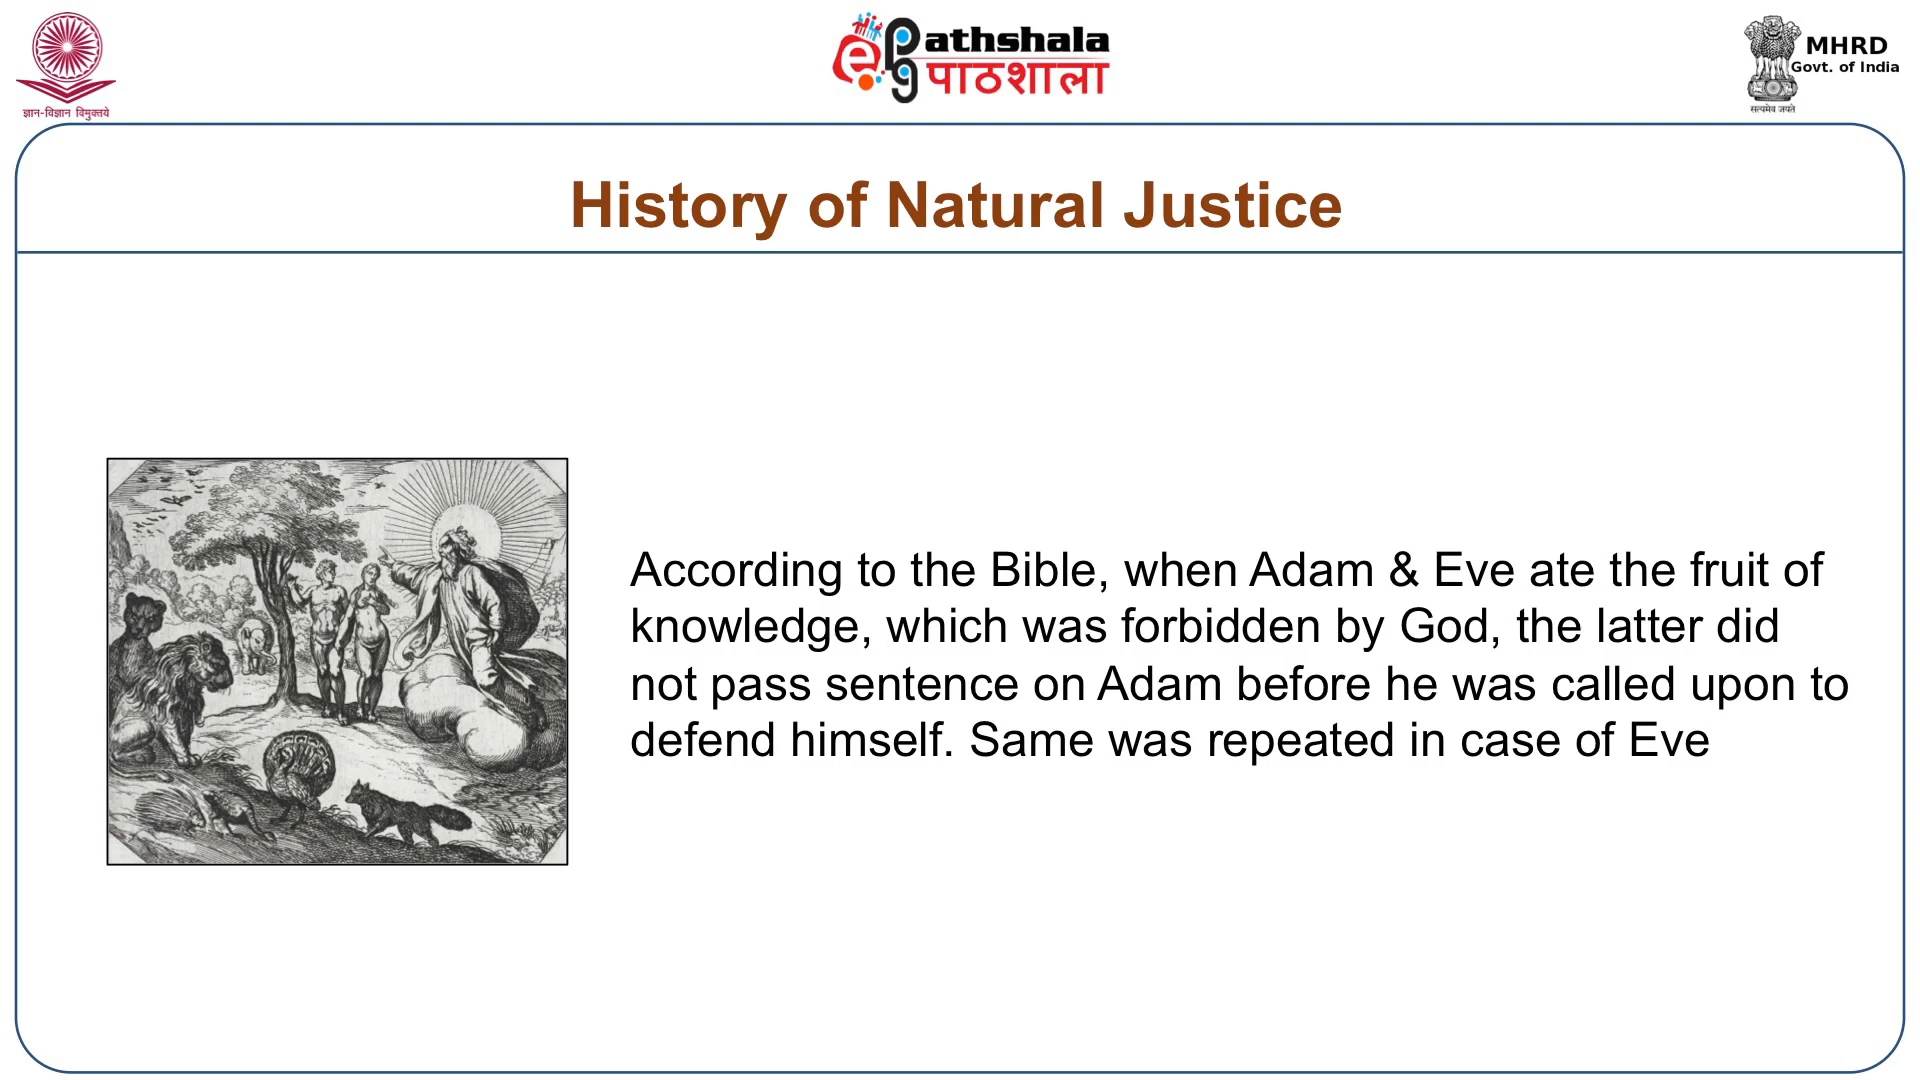 ज्ञान-विज्ञान विमुक्तये
ePG Pathshala
पाठशाला
MHRD
Govt. of India
सत्यमेव जयते
History of Natural Justice
According to the Bible, when Adam & Eve ate the fruit of
knowledge, which was forbidden by God, the latter did
not pass sentence on Adam before he was called upon to
defend himself. Same was repeated in case of Eve